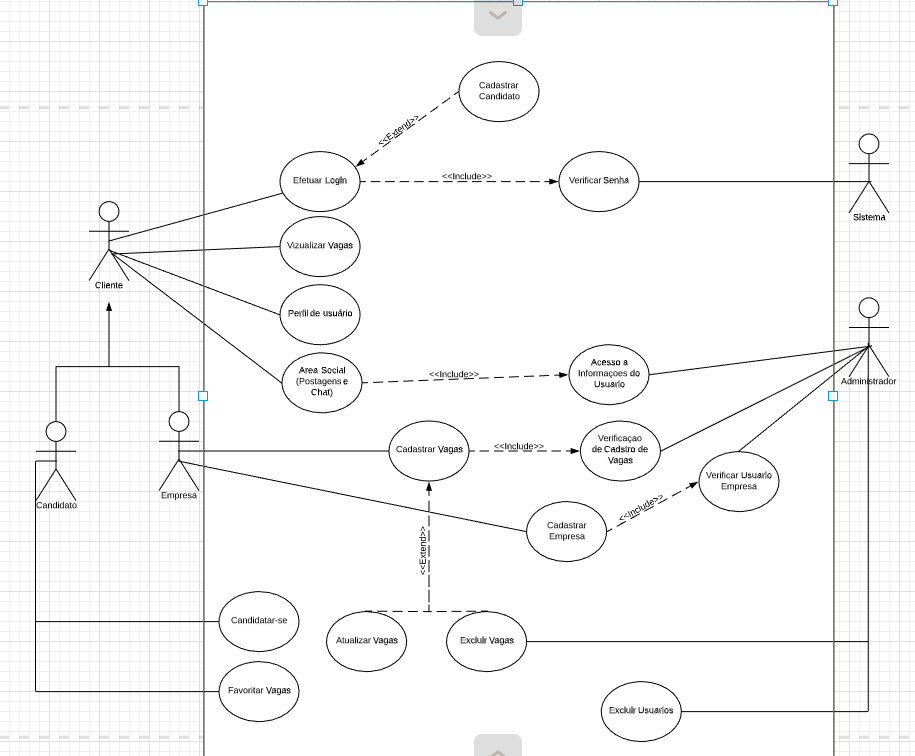 Cadastrar
Candidato
<<Extend>>
Efetuar Login
<<Include>>
Verificar Senha
Sistema
Vizualizar Vagas
Cliente
Perfil de usuário
Area Social
(Postagens e
Chat)
<<Include>>
Acesso a
Informaçoes do
Usuario
Administrador
Cadastrar Vagas
<<Include>>
Verificaçao
de Cadstro de
Vagas
Verificar Usuario
Empresa
Empresa
Candidato
<<Include>>
Cadastrar
Empresa
<<Extend>>
Candidatar-se
Atualizar Vagas
Excluir Vagas
Favoritar Vagas
Excluir Usuarios